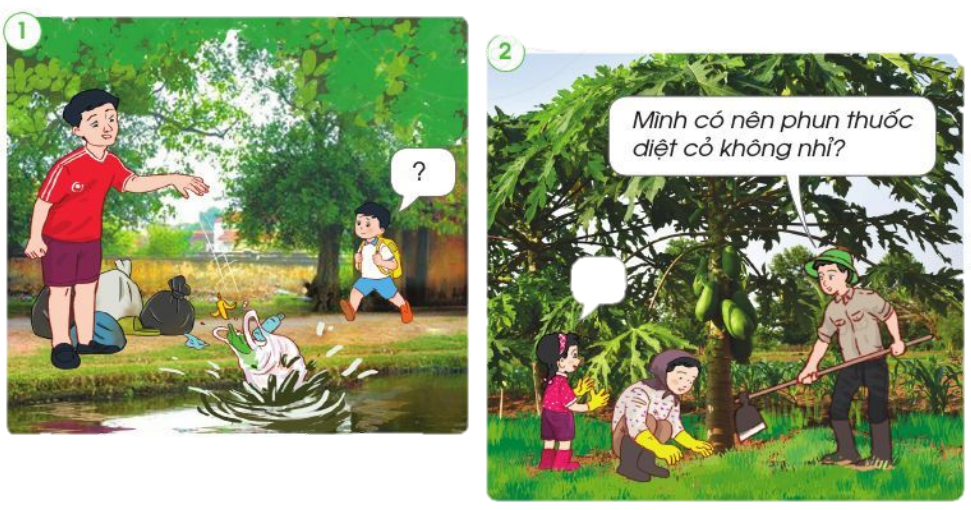 1
?
2
Mình có nên phun thuốc
diệt cỏ không nhỉ?